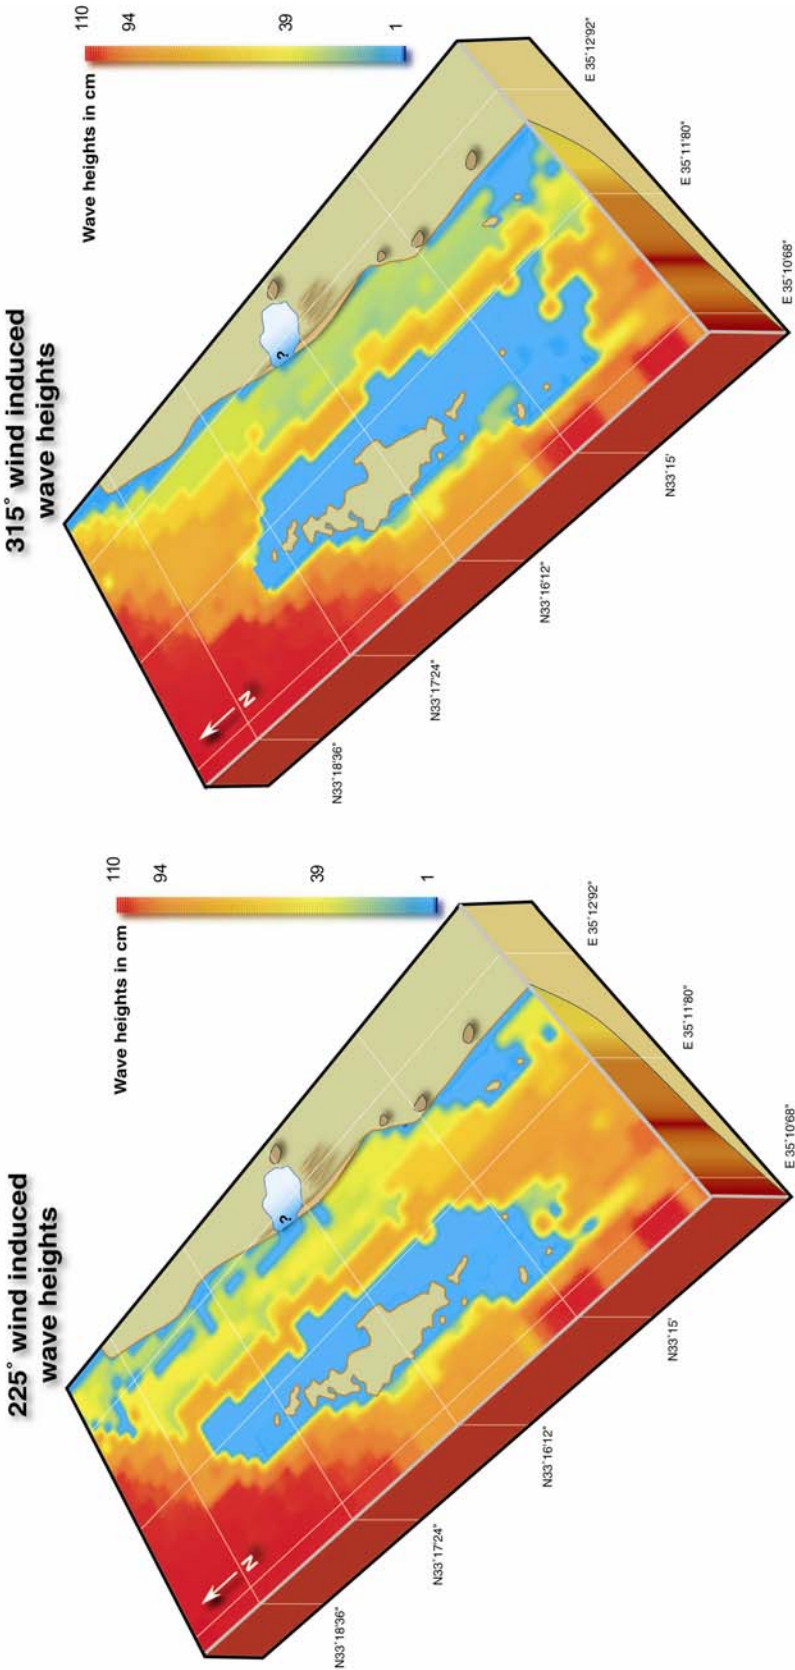 225˚ wind induced
wave heights
Wave heights in cm
110
94
39
1
?
N
N33˚18'36"
N33˚17'24"
N33˚16'12"
N33˚15'
E 35˚10'68"
E 35˚11'80"
E 35˚12'92"
315˚ wind induced
wave heights
Wave heights in cm
110
94
39
1
?
N
N33˚18'36"
N33˚17'24"
N33˚16'12"
N33˚15'
E 35˚10'68"
E 35˚11'80"
E 35˚12'92"